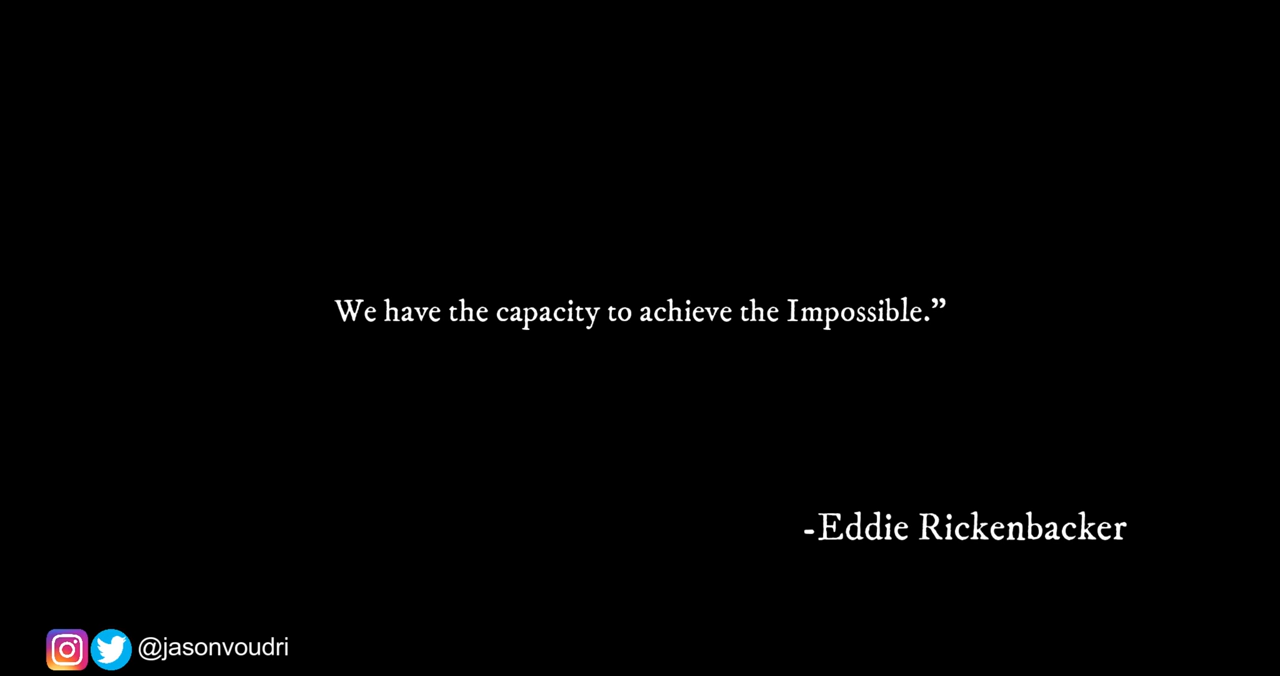 We have the capacity to achieve the Impossible.”
-Eddie Rickenbacker
@jasonvoudri